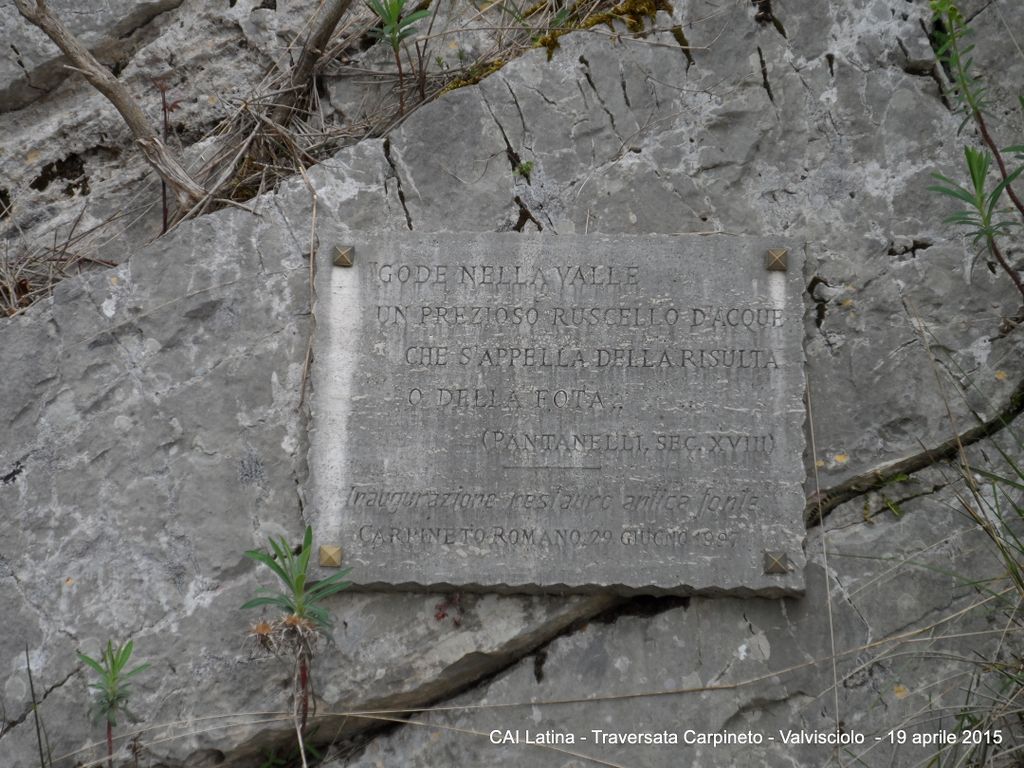 "GODE NELLA VALLE
UN PREZIOSO RUSCELLO D'ACQUE
CHE S'APPELLA DELLA RISULTA
O DELLA FOTA„
(PANTANELLI, SEC. XVIII)
Inaugurazione restauro antica fonte.
CARPINETO ROMANO, 29 GIUGNO 1997
CAI Latina - Traversata Carpineto - Valvisciolo - 19 aprile 2015